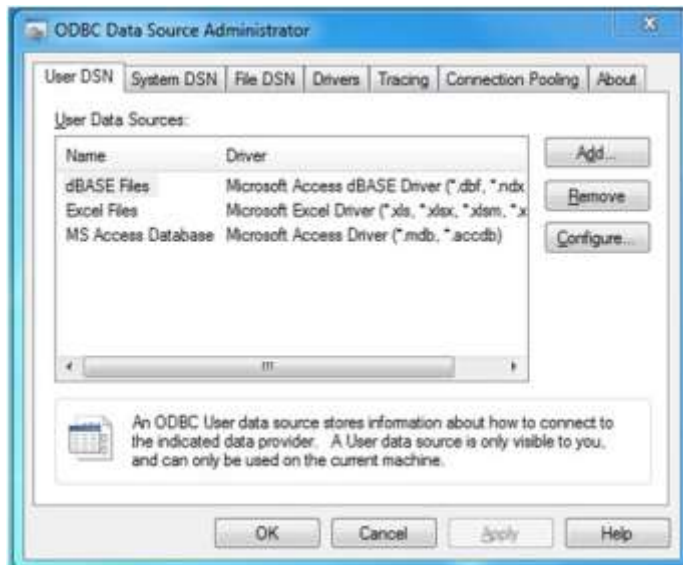 ODBC Data Source Administrator
User DSN System DSN File DSN Drivers Tracing Connection Pooling About
User Data Sources:
Name Driver
dBASE Files Microsoft Access dBASE Driver (*.dbf, *.ndx
Excel Files Microsoft Excel Driver (*.xls, *.xlsx, *.xlsm, *.x
MS Access Database Microsoft Access Driver (*.mdb, *.accdb)
Add...
Remove
Configure...
An ODBC User data source stores information about how to connect to
the indicated data provider. A User data source is only visible to you,
and can only be used on the current machine.
OK Cancel Apply Help